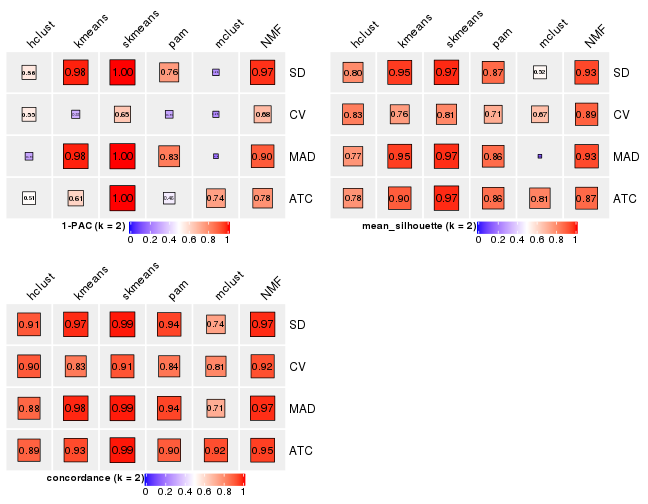 hclust kmeans skmeans pam mclust NMF
0.56 0.98 1.00 0.76 0.97 SD
0.53 0.65 0.68 CV
0.98 1.00 0.83 0.90 MAD
0.51 0.61 1.00 0.46 0.74 0.78 ATC
1-PAC (k = 2)
0 0.2 0.4 0.6 0.8 1
hclust kmeans skmeans pam mclust NMF
0.80 0.95 0.97 0.87 0.52 0.93 SD
0.83 0.76 0.81 0.71 0.67 0.89 CV
0.77 0.95 0.97 0.86 0.93 MAD
0.78 0.90 0.97 0.86 0.81 0.87 ATC
mean_silhouette (k = 2)
0 0.2 0.4 0.6 0.8 1
hclust kmeans skmeans pam mclust NMF
0.91 0.97 0.99 0.94 0.74 0.97 SD
0.90 0.83 0.91 0.84 0.81 0.92 CV
0.88 0.98 0.99 0.94 0.71 0.97 MAD
0.89 0.93 0.99 0.90 0.92 0.95 ATC
concordance (k = 2)
0 0.2 0.4 0.6 0.8 1